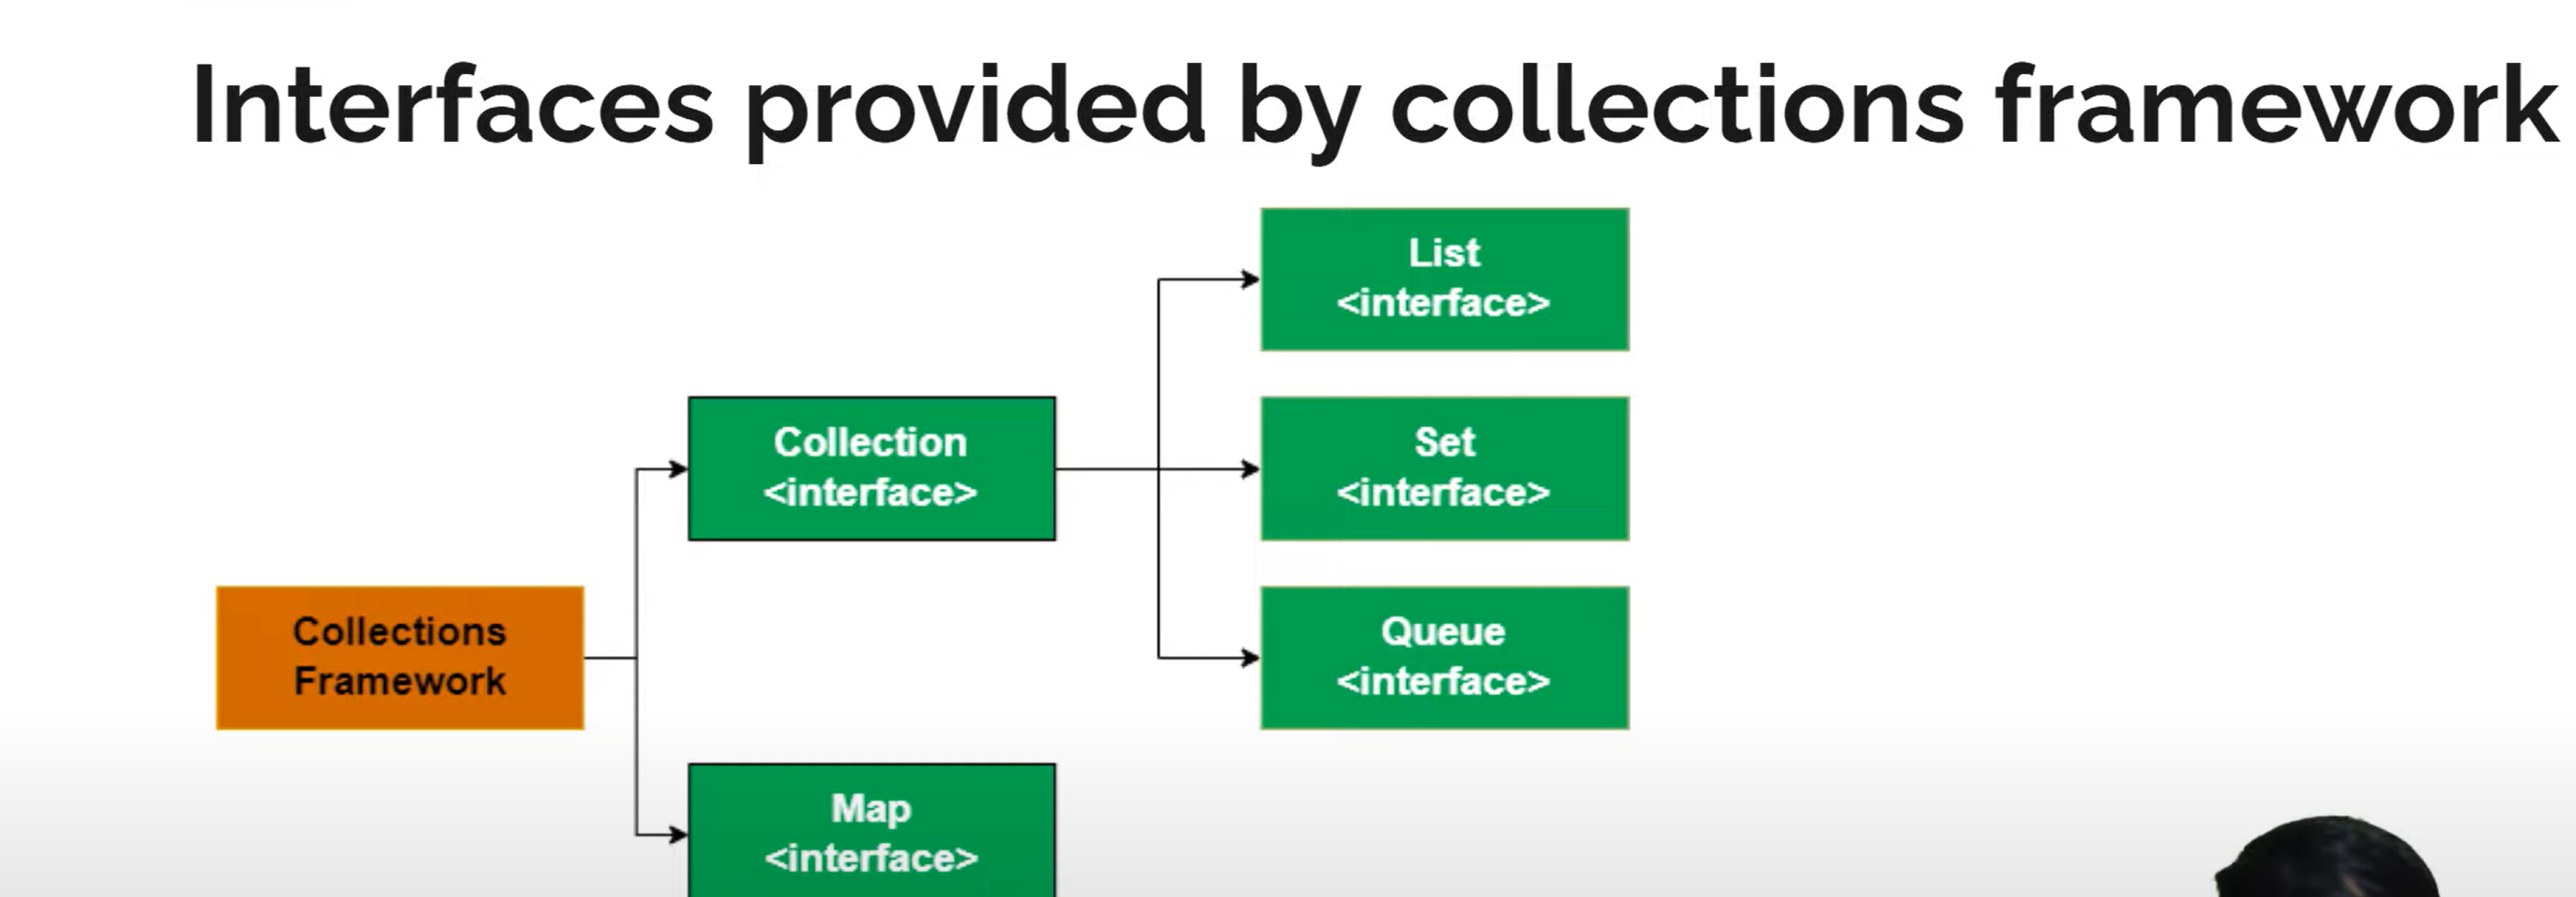 Interfaces provided by collections framework
List
<interface>
Collection
<interface>
Set
<interface>
Collections
Framework
Queue
<interface>
Map
<interface>